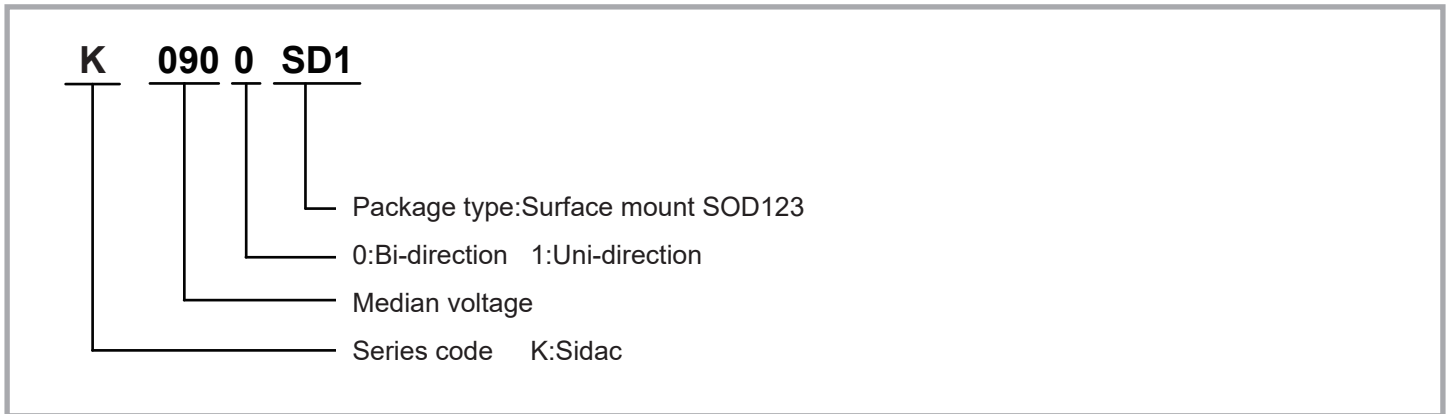 K 090 0 SD1
Package type:Surface mount SOD123
0:Bi-direction 1:Uni-direction
Median voltage
Series code K:Sidac